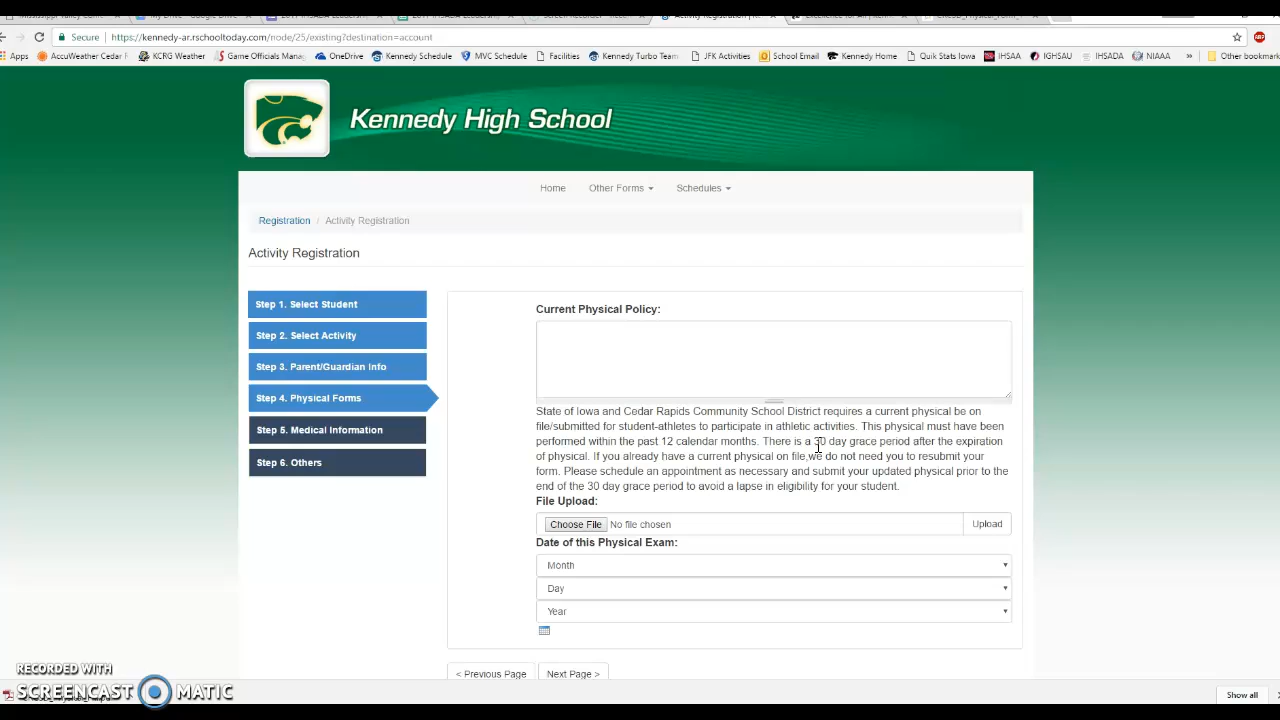 My Drive - Google Drive
Activity Registration | R
Secure | https://kennedy-ar.rschooltoday.com/node/25/existing?destination=account
AccuWeather Cedar KCRG Weather Game Officials Manag OneDrive Kennedy Schedule MVC Schedule Facilities Kennedy Turbo Team JFK Activities School Email Kennedy Home Quik Stats Iowa IHSAA IGHSAU IHSADA NIAAA » Other bookmark
Kennedy High School
Home Other Forms Schedules
Registration / Activity Registration
Activity Registration
Step 1. Select Student
Step 2. Select Activity
Step 3. Parent/Guardian Info
Step 4. Physical Forms
Step 5. Medical Information
Step 6. Others
Current Physical Policy:
State of Iowa and Cedar Rapids Community School District requires a current physical be on
file/submitted for student-athletes to participate in athletic activities. This physical must have been
performed within the past 12 calendar months. There is a 30 day grace period after the expiration
of physical. If you already have a current physical on file,we do not need you to resubmit your
form. Please schedule an appointment as necessary and submit your updated physical prior to the
end of the 30 day grace period to avoid a lapse in eligibility for your student.
File Upload:
Choose File No file chosen Upload
Date of this Physical Exam:
Month
Day
Year
< Previous Page Next Page >
RECORDED WITH
SCREENCAST MATIC
Show all